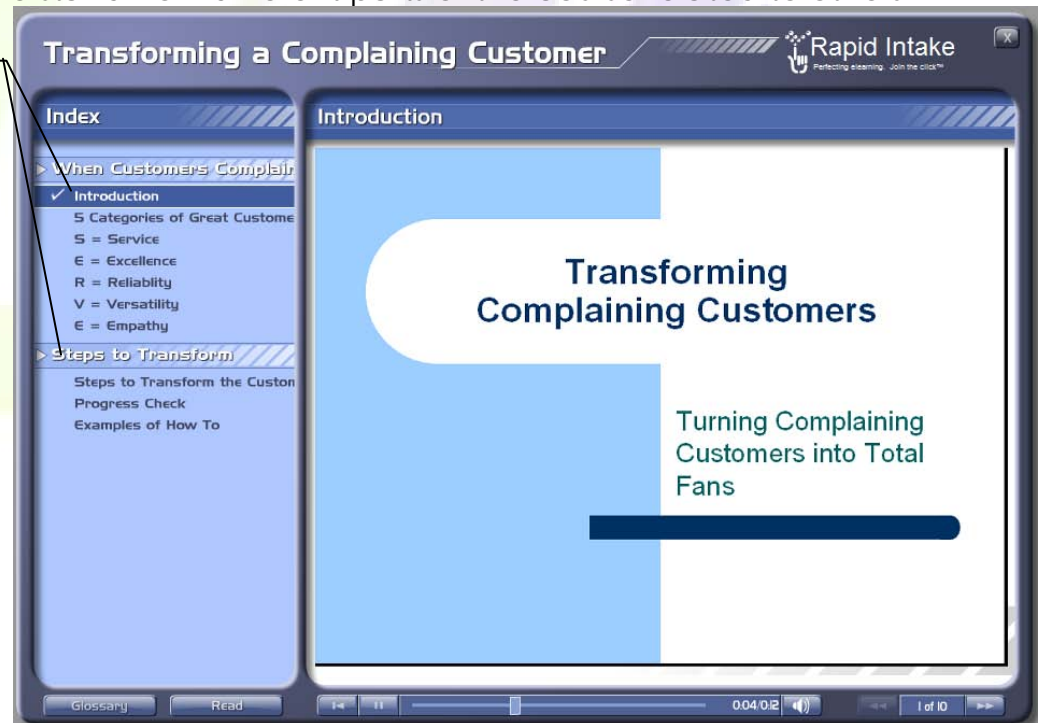 Transforming a Complaining Customer
Rapid Intake
Perfecting elearning. Join the click™
X
Index
Introduction
When Customers Complain
Introduction
5 Categories of Great Custome
S = Service
E = Excellence
R = Reliablity
V = Versatility
E = Empathy
Steps to Transform
Steps to Transform the Custom
Progress Check
Examples of How To
Transforming
Complaining Customers
Turning Complaining
Customers into Total
Fans
Glossary
Read
0:04/0:12
1 of 10